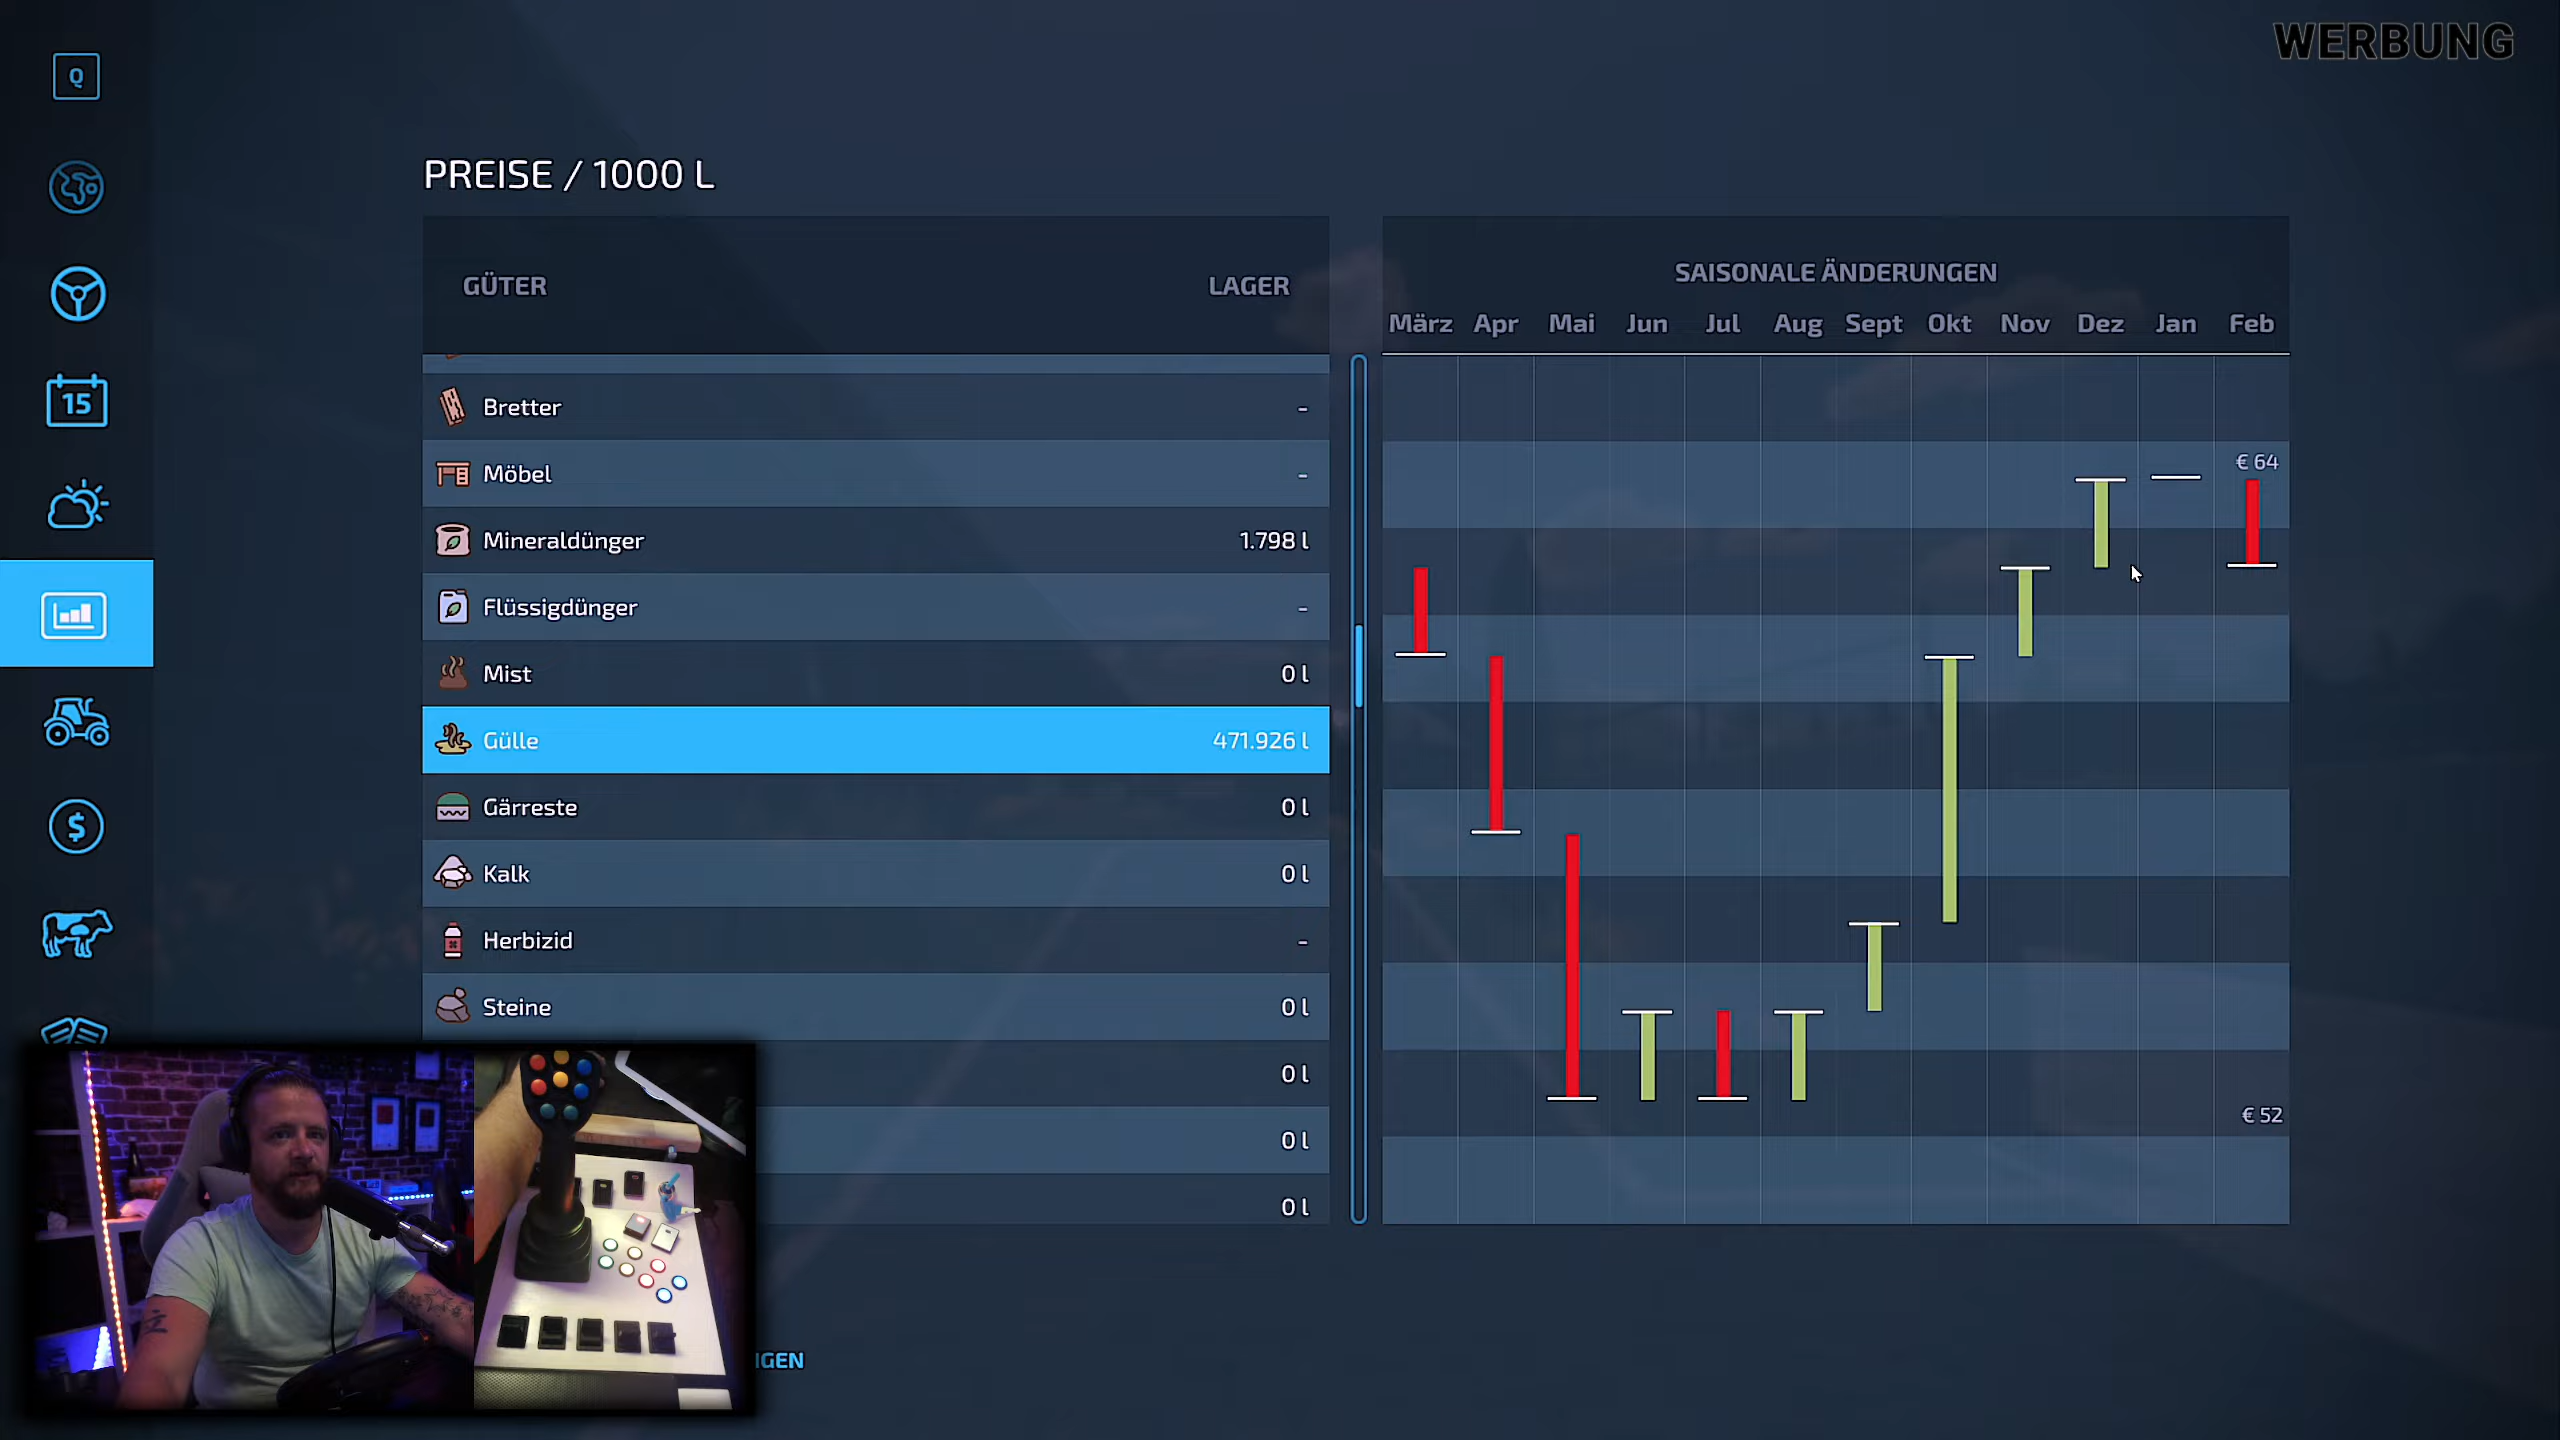 WERBUNG
Q
PREISE / 1000 L
GÜTER
LAGER
SAISONALE ÄNDERUNGEN
März Apr Mai Jun Jul Aug Sept Okt Nov Dez Jan Feb
15
Bretter -
Möbel -
Mineraldünger 1.798 l
Flüssigdünger -
Mist 0 l
Gülle 471.926 l
Gärreste 0 l
Kalk 0 l
Herbizid -
Steine 0 l
0 l
0 l
0 l
€ 64
€ 52
$
IGEN